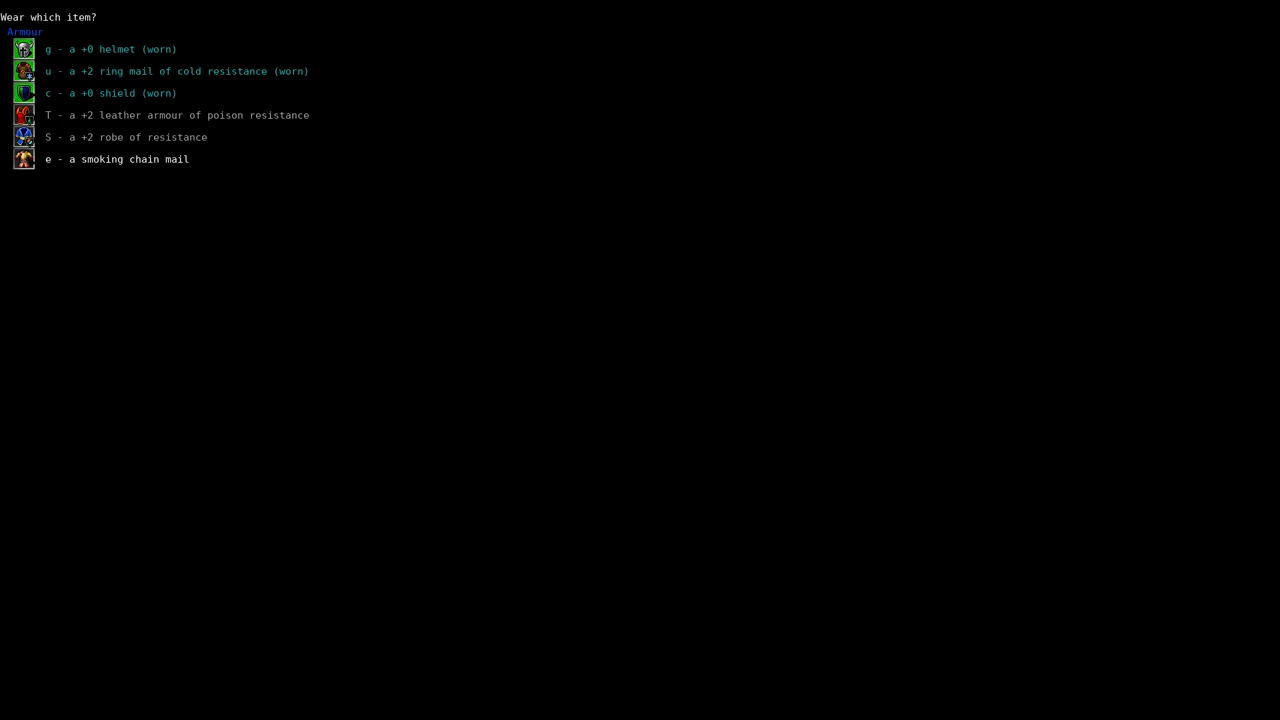 Wear which item?
Armour
g - a +0 helmet (worn)
u - a +2 ring mail of cold resistance (worn)
c - a +0 shield (worn)
T - a +2 leather armour of poison resistance
S - a +2 robe of resistance
e - a smoking chain mail